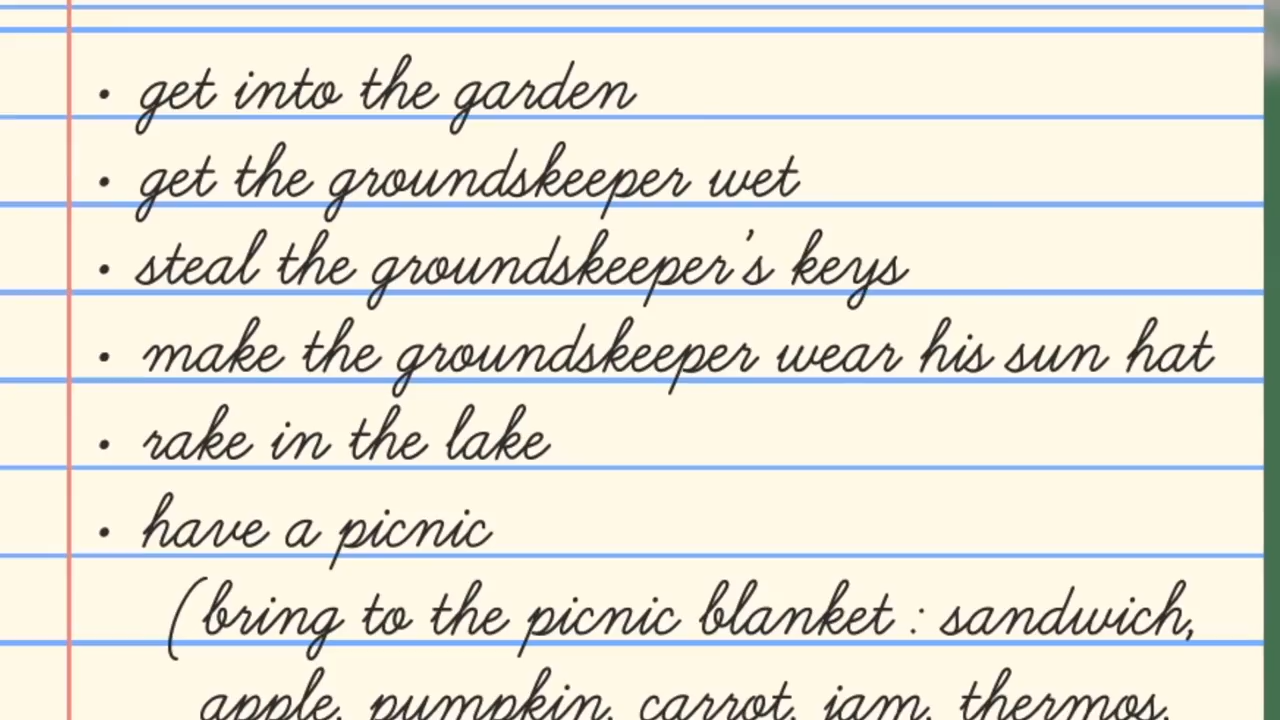 • get into the garden
• get the groundskeeper wet
• steal the groundskeeper's keys
• make the groundskeeper wear his sun hat
• rake in the lake
• have a picnic
(bring to the picnic blanket : sandwich,
apple, pumpkin, carrot, jam, thermos,